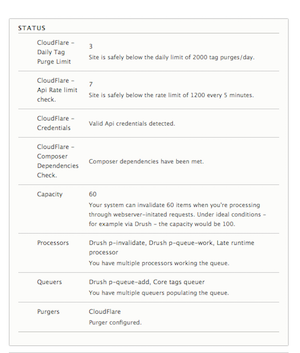 STATUS
CloudFlare - 
Daily Tag
Purge Limit
3
Site is safely below the daily limit of 2000 tag purges/day.
CloudFlare -
Api Rate limit
check.
7
Site is safely below the rate limit of 1200 every 5 minutes.
CloudFlare -
Credentials
Valid Api credentials detected.
CloudFlare -
Composer
Dependencies
Check.
Composer dependencies have been met.
Capacity
60
Your system can invalidate 60 items when you're processing
through webserver-initated requests. Under ideal conditions -
for example via Drush - the capacity would be 100.
Processors
Drush p-invalidate, Drush p-queue-work, Late runtime
processor
You have multiple processors working the queue.
Queuers
Drush p-queue-add, Core tags queuer
You have multiple queuers populating the queue.
Purgers
CloudFlare
Purger configured.